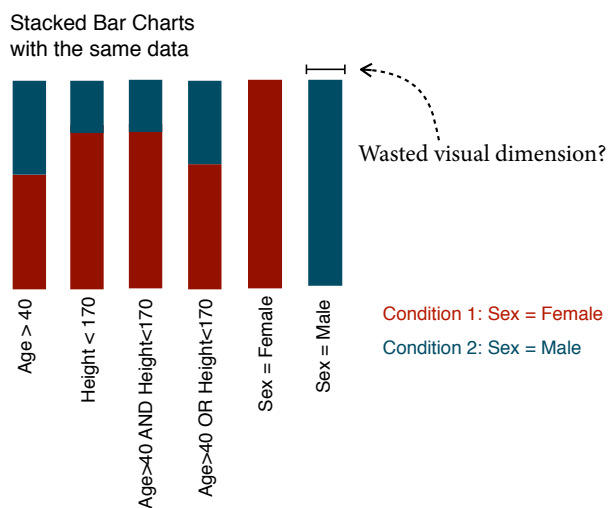 Stacked Bar Charts
with the same data
Wasted visual dimension?
Age > 40
Height < 170
Age>40 AND Height<170
Age>40 OR Height<170
Sex = Female
Sex = Male
Condition 1: Sex = Female
Condition 2: Sex = Male